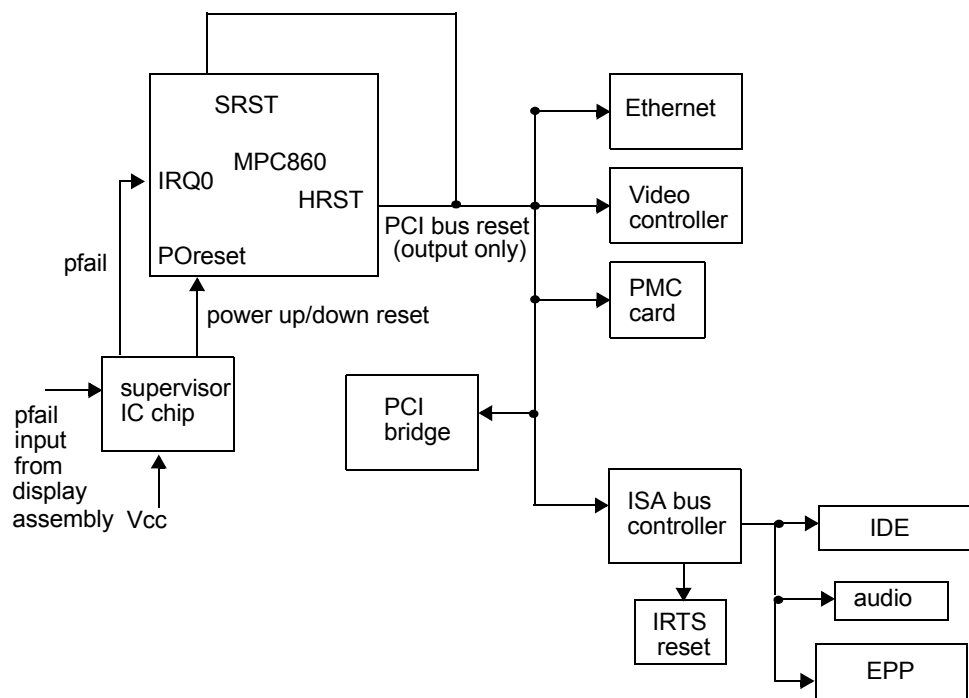 SRST
MPC860
IRQ0
HRST
POreset
pfail
power up/down reset
PCI bus reset
(output only)
Ethernet
Video
controller
PMC
card
supervisor
IC chip
pfail
input
from
display
assembly
Vcc
PCI
bridge
ISA bus
controller
IRTS
reset
IDE
audio
EPP